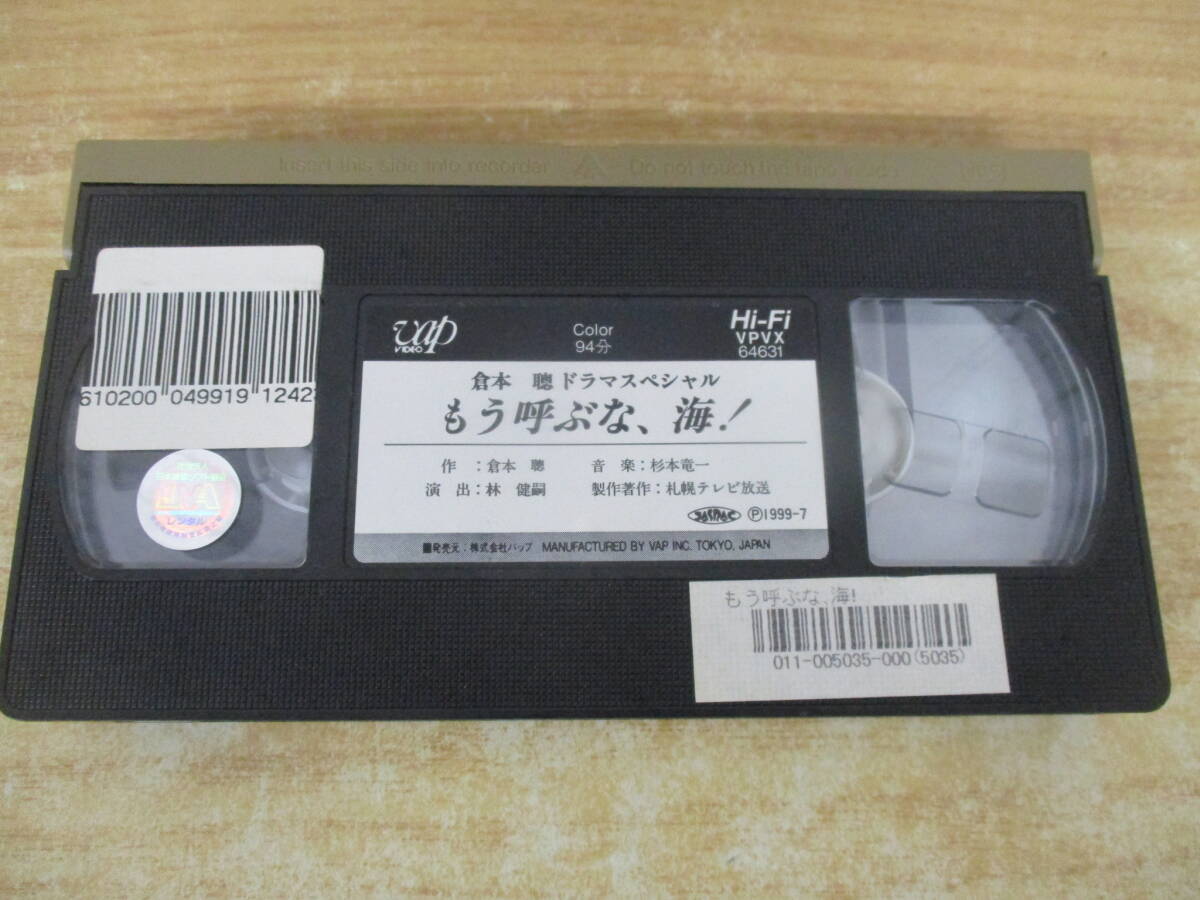 Insert this side into recorder Do not touch the tape inside VHS
610200 049919 1242
レンタル
vap
VIDEO
Color
94分
Hi-Fi
VPVX
64631
倉本 聰ドラマスペシャル
もう呼ぶな、海!
作:倉本 聰 音 楽:杉本竜一
演 出:林 健嗣 製作著作:札幌テレビ放送
JASRAC Ⓟ1999-7
■発売元:株式会社バップ MANUFACTURED BY VAP INC. TOKYO, JAPAN
もう呼ぶな、海!
011-005035-000(5035)